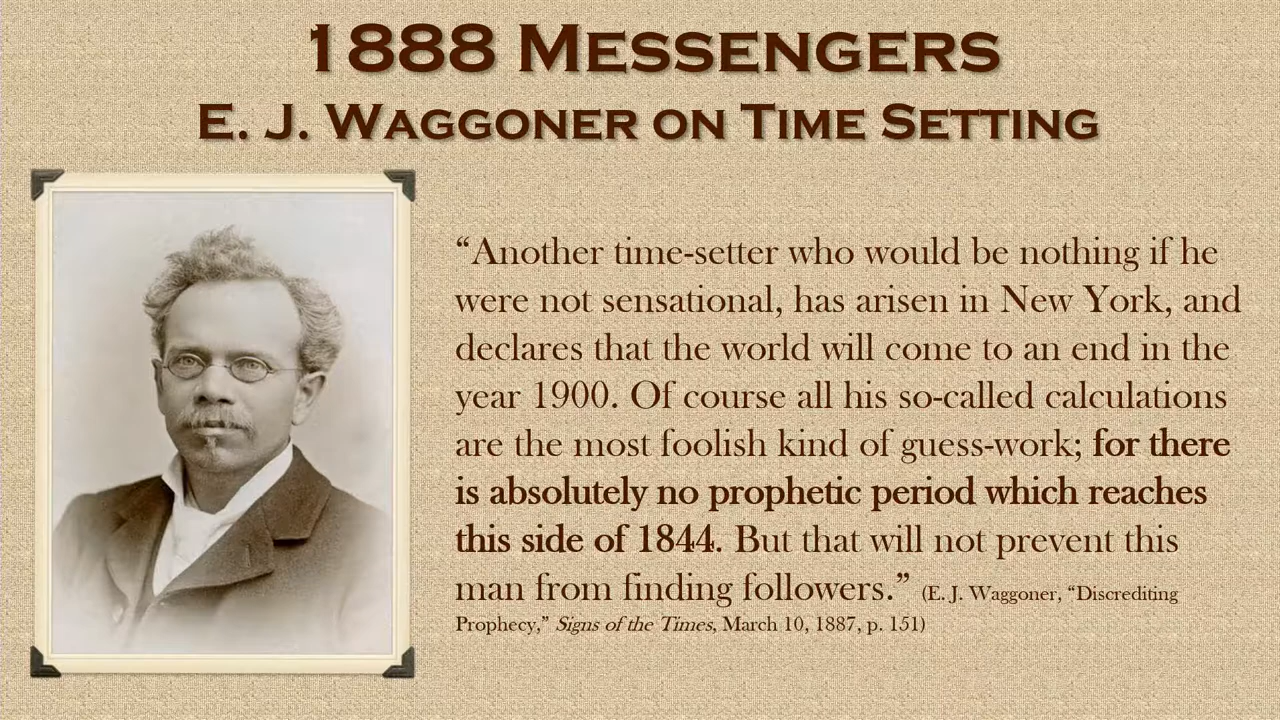 1888 Messengers
E. J. Waggoner on Time Setting
“Another time-setter who would be nothing if he
were not sensational, has arisen in New York, and
declares that the world will come to an end in the
year 1900. Of course all his so-called calculations
are the most foolish kind of guess-work; for there
is absolutely no prophetic period which reaches
this side of 1844. But that will not prevent this
man from finding followers.” (E. J. Waggoner, “Discrediting
Prophecy,” Signs of the Times, March 10, 1887, p. 151)